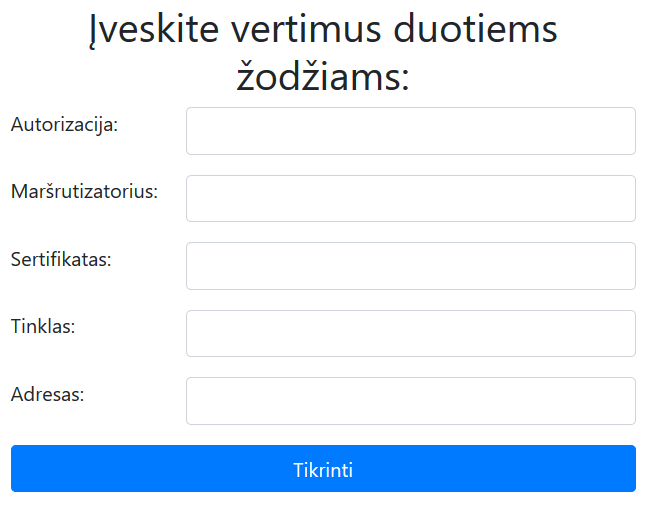 Įveskite vertimus duotiems
žodžiams:
Autorizacija:
Maršrutizatorius:
Sertifikatas:
Tinklas:
Adresas:
Tikrinti